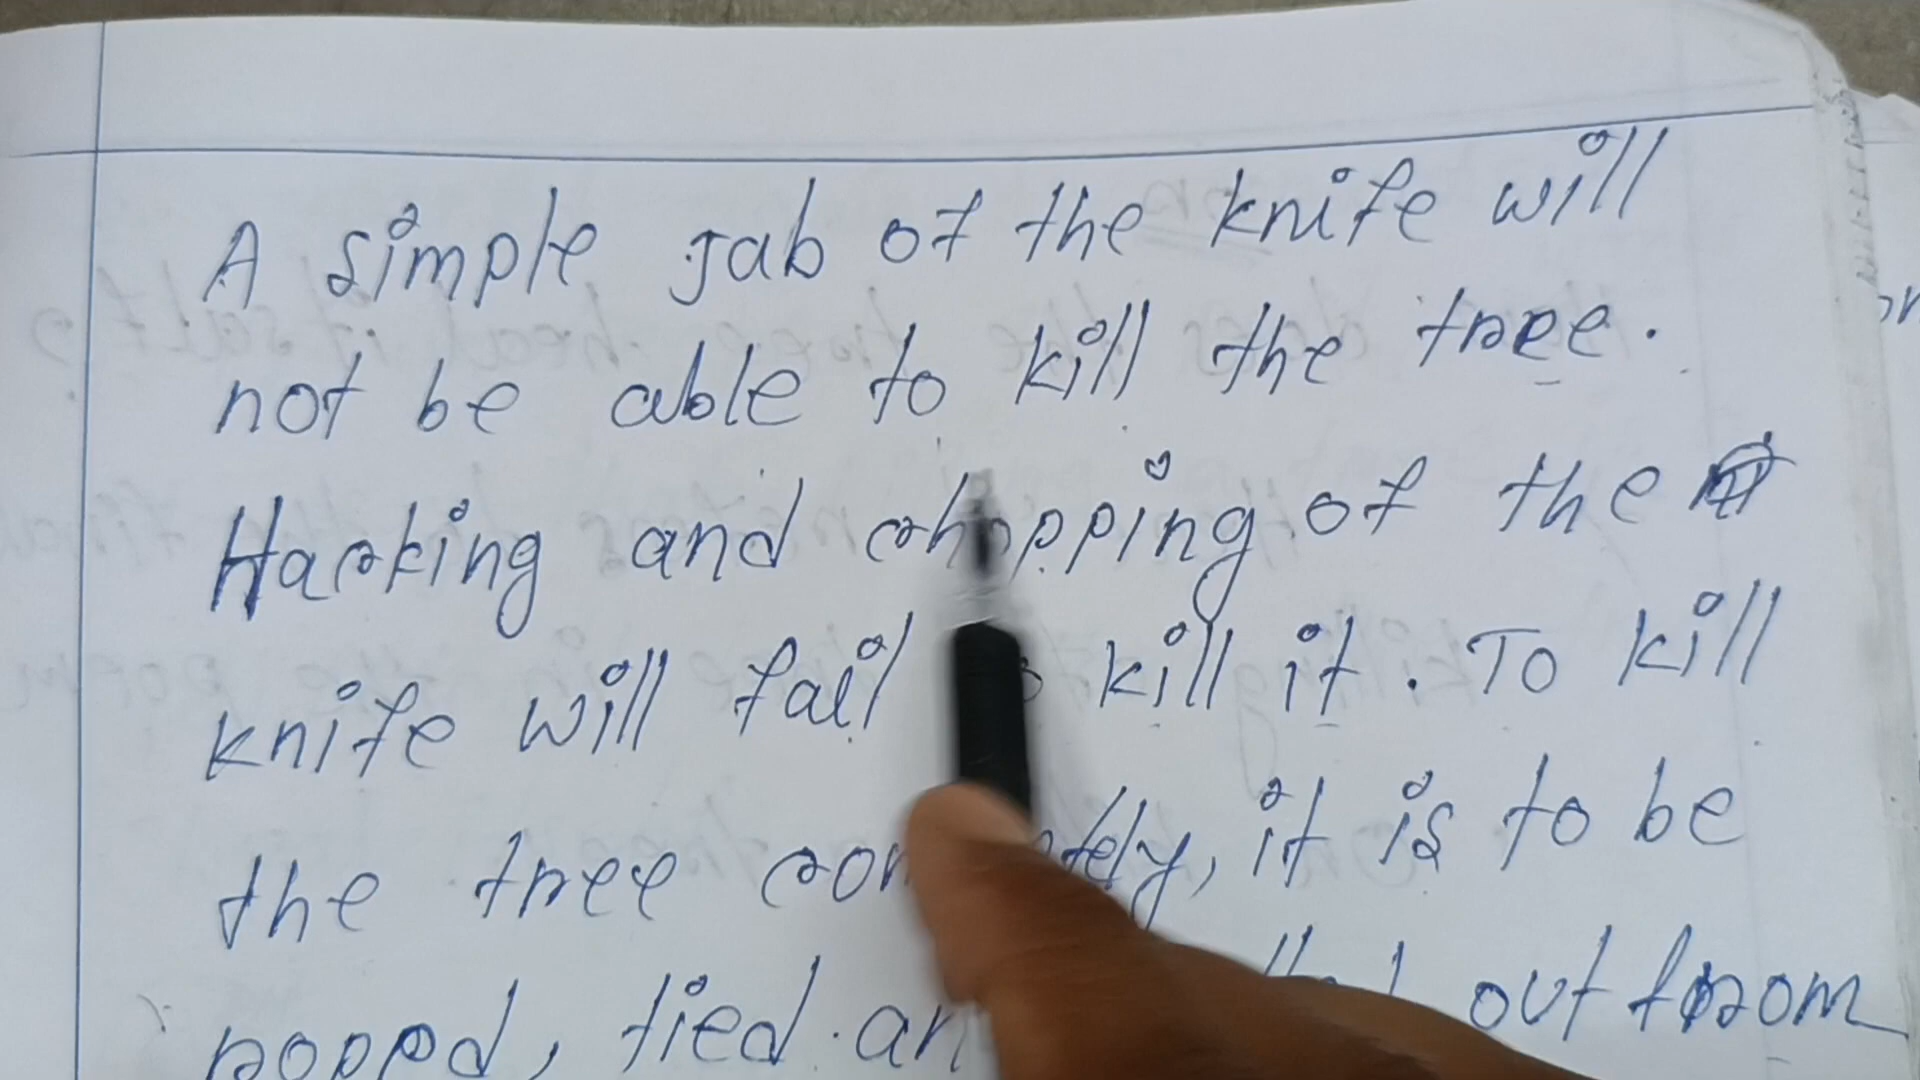 A simple jab of the knife will
not be able to kill the tree.
Hacking and chopping of the
knife will fail kill it. To kill
the tree it is to be
roped, tied out from